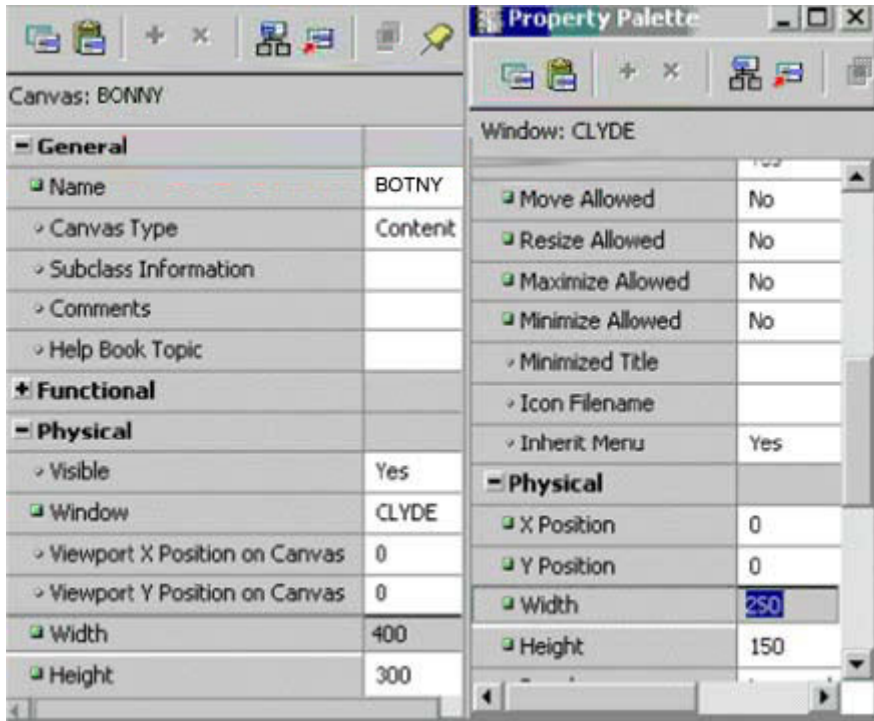 Canvas: BONNY
General
Name BOTNY
Canvas Type Contenit
Subclass Information
Comments
Help Book Topic
Functional
Physical
Visible Yes
Window CLYDE
Viewport X Position on Canvas 0
Viewport Y Position on Canvas 0
Width 400
Height 300
Property Palette
Window: CLYDE
Move Allowed No
Resize Allowed No
Maximize Allowed No
Minimize Allowed No
Minimized Title
Icon Filename
Inherit Menu Yes
Physical
X Position 0
Y Position 0
Width 250
Height 150